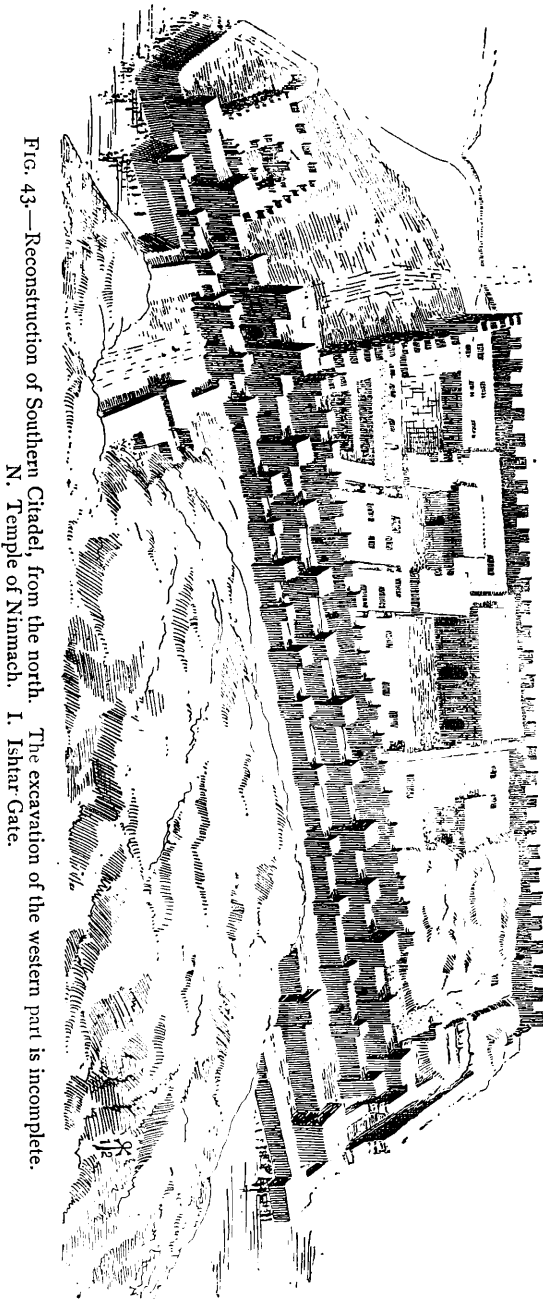 FIG. 43.—Reconstruction of Southern Citadel, from the north. The excavation of the western part is incomplete.
N. Temple of Ninmach. I. Ishtar Gate.